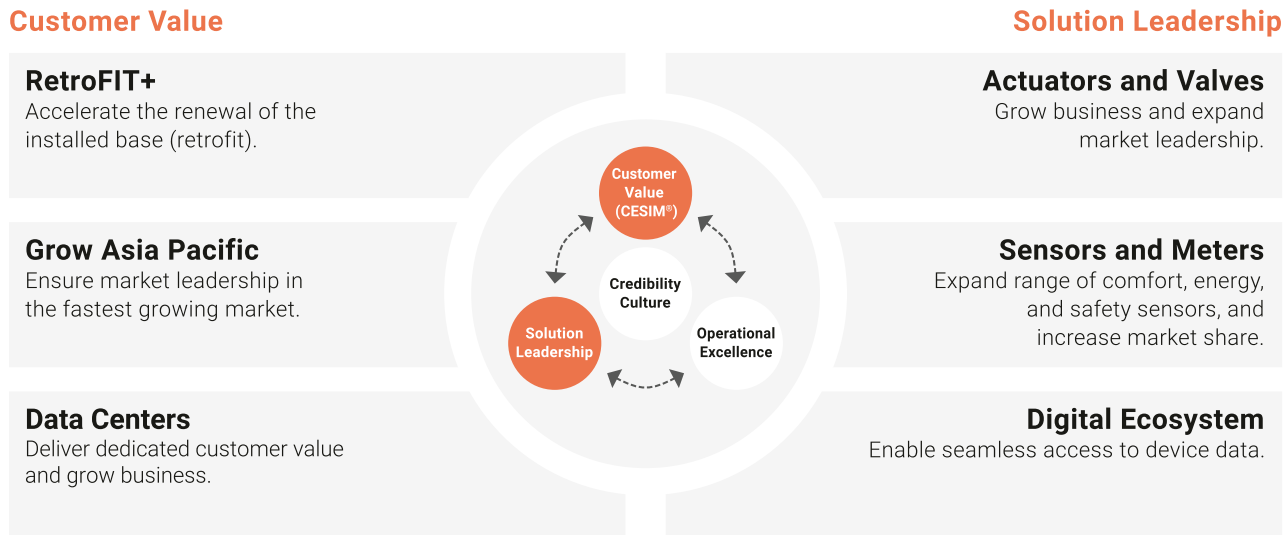 Customer Value
Solution Leadership
RetroFIT+
Accelerate the renewal of the
installed base (retrofit).
Grow Asia Pacific
Ensure market leadership in
the fastest growing market.
Data Centers
Deliver dedicated customer value
and grow business.
Customer
Value
(CESIM®)
Credibility
Culture
Solution
Leadership
Operational
Excellence
Actuators and Valves
Grow business and expand
market leadership.
Sensors and Meters
Expand range of comfort, energy,
and safety sensors, and
increase market share.
Digital Ecosystem
Enable seamless access to device data.